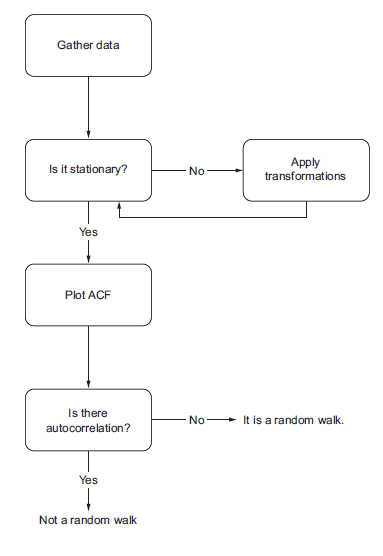 Gather data
Is it stationary?
No
Apply
transformations
Yes
Plot ACF
Is there
autocorrelation?
No
It is a random walk.
Yes
Not a random walk